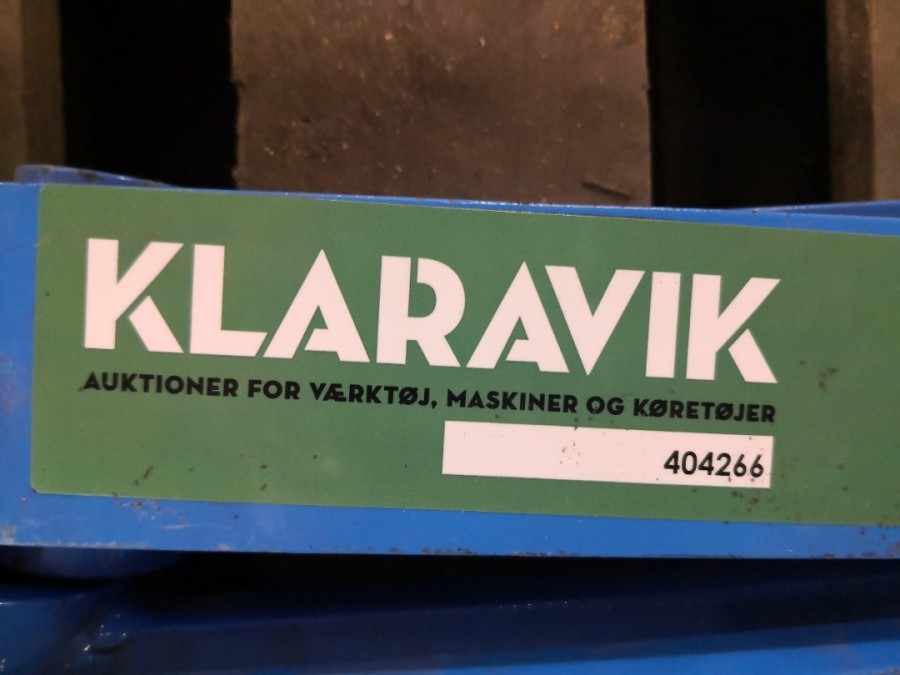 KLARAVIK
AUKTIONER FOR VÆRKTØJ, MASKINER OG KØRETØJER
404266